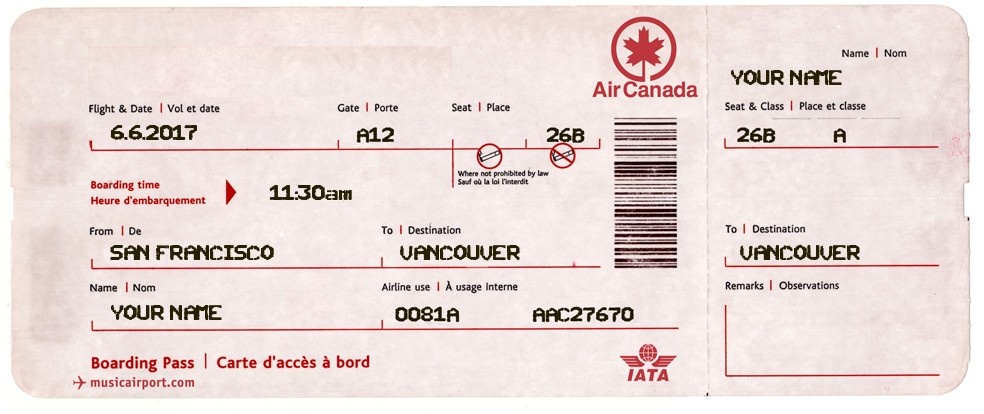 Air Canada
Name | Nom
YOUR NAME
Flight & Date | Vol et date
Gate | Porte
Seat | Place
Seat & Class | Place et classe
6.6.2017
A12
26B
26B
A
Where not prohibited by law
Sauf où la loi l'interdit
Boarding time
Heure d'embarquement
11:30am
From | De
To | Destination
To | Destination
SAN FRANCISCO
VANCOUVER
VANCOUVER
Name | Nom
Airline use | À usage interne
Remarks | Observations
YOUR NAME
0081A
AAC27670
Boarding Pass | Carte d'accès à bord
IATA
musicairport.com